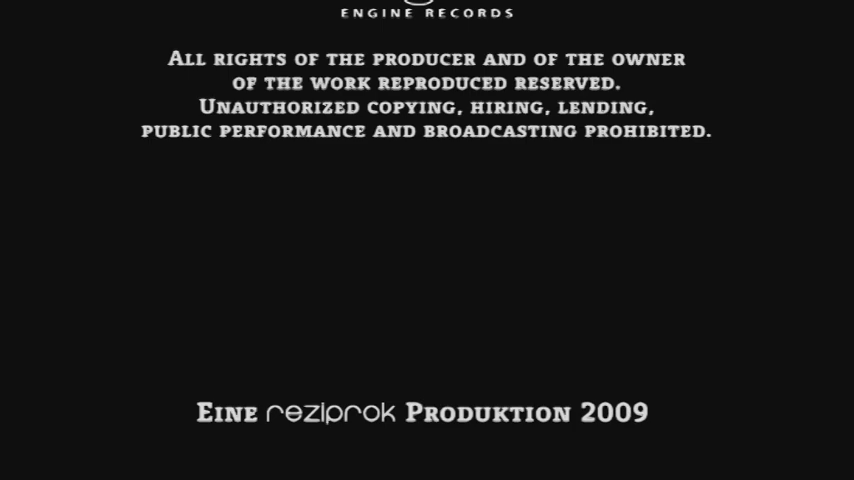 ENGINE RECORDS
ALL RIGHTS OF THE PRODUCER AND OF THE OWNER
OF THE WORK REPRODUCED RESERVED.
UNAUTHORIZED COPYING, HIRING, LENDING,
PUBLIC PERFORMANCE AND BROADCASTING PROHIBITED.
EINE reziprok PRODUKTION 2009